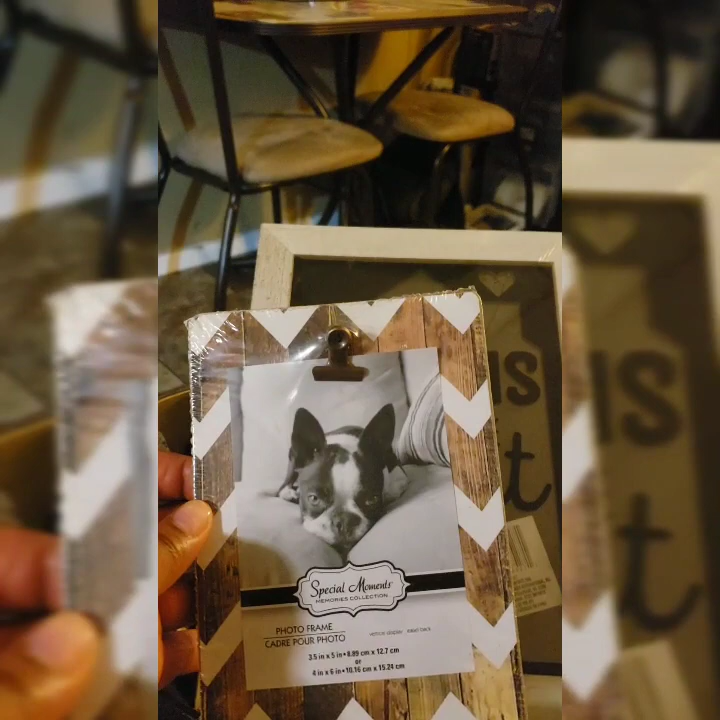 is
t
Special Moments
MEMORIES COLLECTION
PHOTO FRAME
CADRE POUR PHOTO
3.5 in x 5 in • 8.89 cm x 12.7 cm
or
4 in x 6 in • 10.16 cm x 15.24 cm